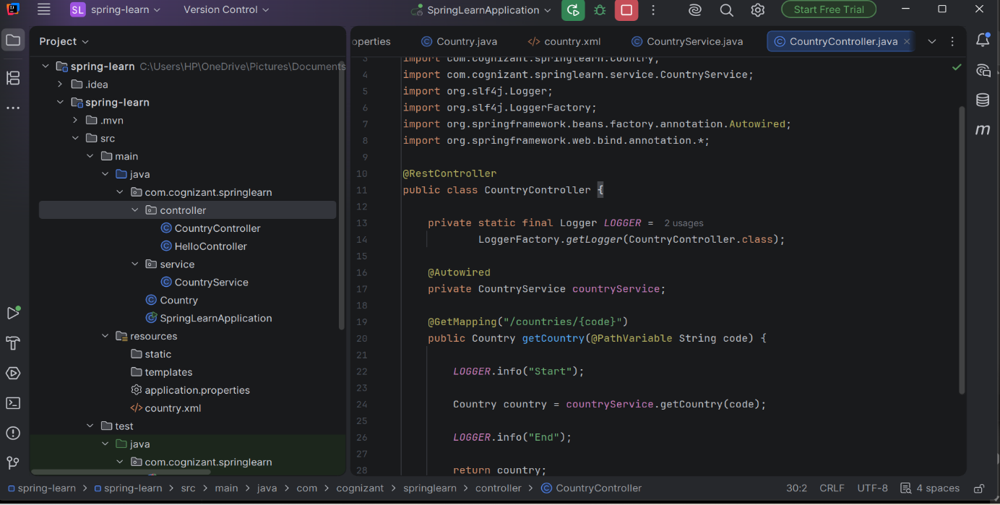 SL spring-learn Version Control SpringLearnApplication Start Free Trial
Project
spring-learn C:\Users\HP\OneDrive\Pictures\Documents
.idea
spring-learn
.mvn
src
main
java
com.cognizant.springlearn
controller
CountryController
HelloController
service
CountryService
Country
SpringLearnApplication
resources
static
templates
application.properties
country.xml
test
java
com.cognizant.springlearn
operties Country.java </> country.xml CountryService.java CountryController.java
3 import com.cognizant.springlearn.Country;
4 import com.cognizant.springlearn.service.CountryService;
5 import org.slf4j.Logger;
6 import org.slf4j.LoggerFactory;
7 import org.springframework.beans.factory.annotation.Autowired;
8 import org.springframework.web.bind.annotation.*;
9
10 @RestController
11 public class CountryController {
12
13 private static final Logger LOGGER = 2 usages
14 LoggerFactory.getLogger(CountryController.class);
15
16 @Autowired
17 private CountryService countryService;
18
19 @GetMapping("/countries/{code}")
20 public Country getCountry(@PathVariable String code) {
21
22 LOGGER.info("Start");
23
24 Country country = countryService.getCountry(code);
25
26 LOGGER.info("End");
27
28 return country;
spring-learn > spring-learn > src > main > java > com > cognizant > springlearn > controller > CountryController 30:2 CRLF UTF-8 4 spaces